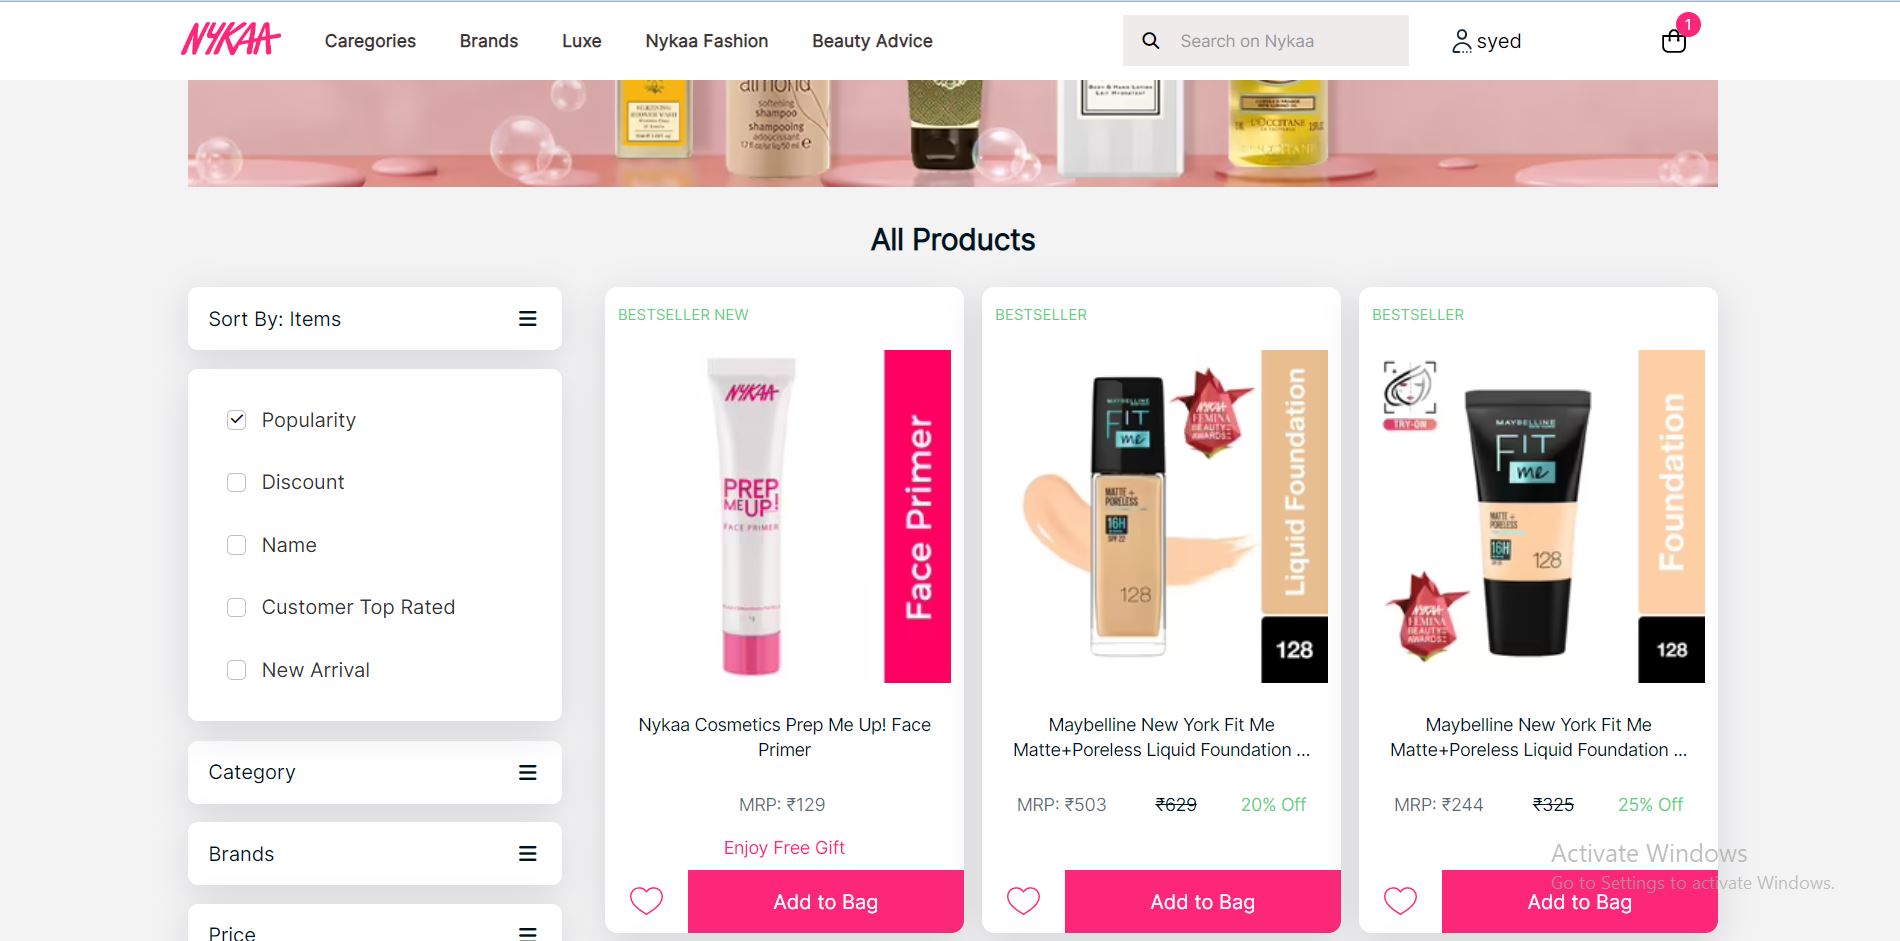 NYKAA Caregories Brands Luxe Nykaa Fashion Beauty Advice Search on Nykaa syed 1
almond
softening
shampoo
shampooing
adoucissant
L'OCCITANE
All Products
Sort By: Items
Popularity
Discount
Name
Customer Top Rated
New Arrival
Category
Brands
Price
BESTSELLER NEW
NYKAA
PREP
ME UP!
FACE PRIMER
Face Primer
Nykaa Cosmetics Prep Me Up! Face
Primer
MRP: ₹129
Enjoy Free Gift
Add to Bag
BESTSELLER
MAYBELLINE
FIT
me
MATTE +
PORELESS
16H
SPF 22
128
NYKAA
FEMINA
BEAUTY
AWARDS
Liquid Foundation
128
Maybelline New York Fit Me
Matte+Poreless Liquid Foundation ...
MRP: ₹503 ₹629 20% Off
Add to Bag
BESTSELLER
TRY-ON
MAYBELLINE
NEW YORK
FIT
me
MATTE +
PORELESS
16H
128
NYKAA
FEMINA
BEAUTY
AWARDS
Foundation
128
Maybelline New York Fit Me
Matte+Poreless Liquid Foundation ...
MRP: ₹244 ₹325 25% Off
Add to Bag
Activate Windows
Go to Settings to activate Windows.